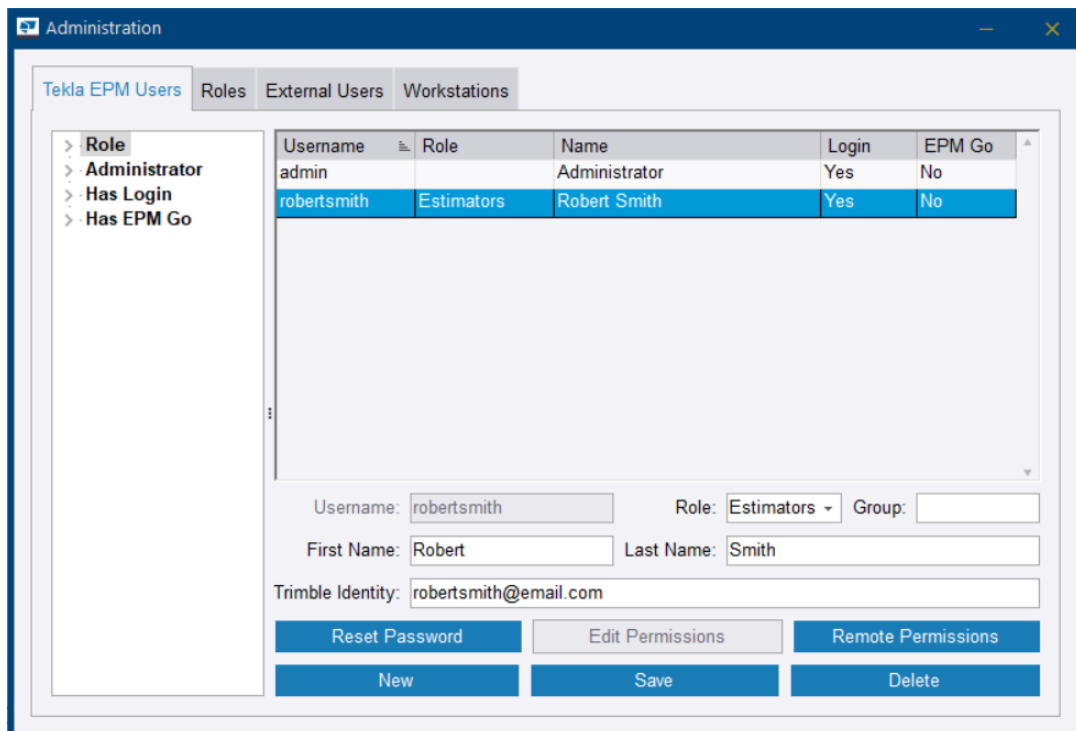 Administration
Tekla EPM Users Roles External Users Workstations
Role
Administrator
Has Login
Has EPM Go
Username Role Name Login EPM Go
admin Administrator Yes No
robertsmith Estimators Robert Smith Yes No
Username: robertsmith Role: Estimators Group:
First Name: Robert Last Name: Smith
Trimble Identity: robertsmith@email.com
Reset Password Edit Permissions Remote Permissions
New Save Delete